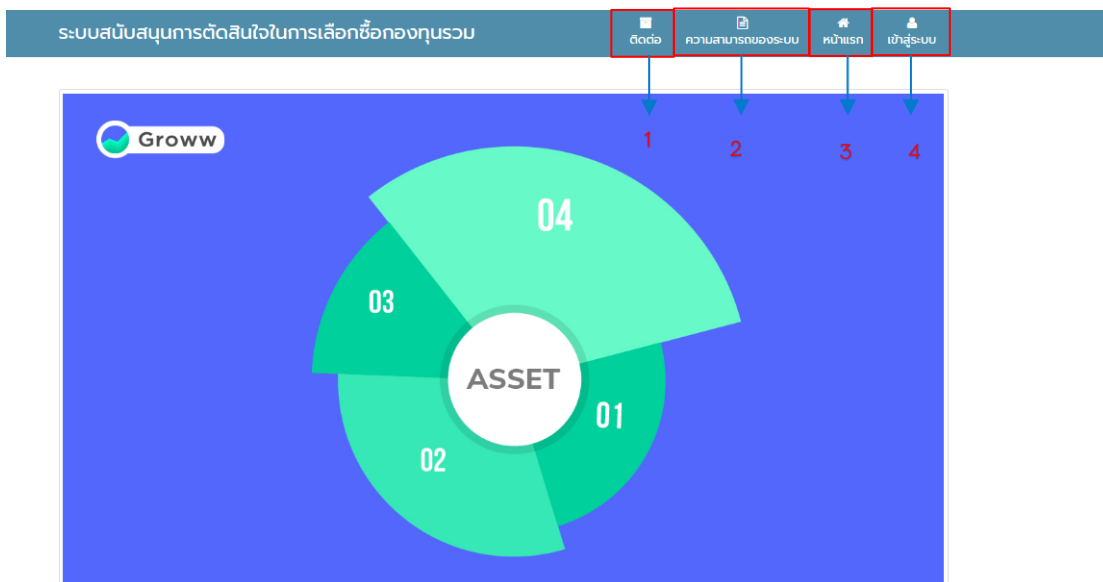 ระบบสนับสนุนการตัดสินใจในการเลือกซื้อกองทุนรวม
ติดต่อ
ความสามารถของระบบ
หน้าแรก
เข้าสู่ระบบ
1
2
3
4
Groww
04
03
ASSET
01
02